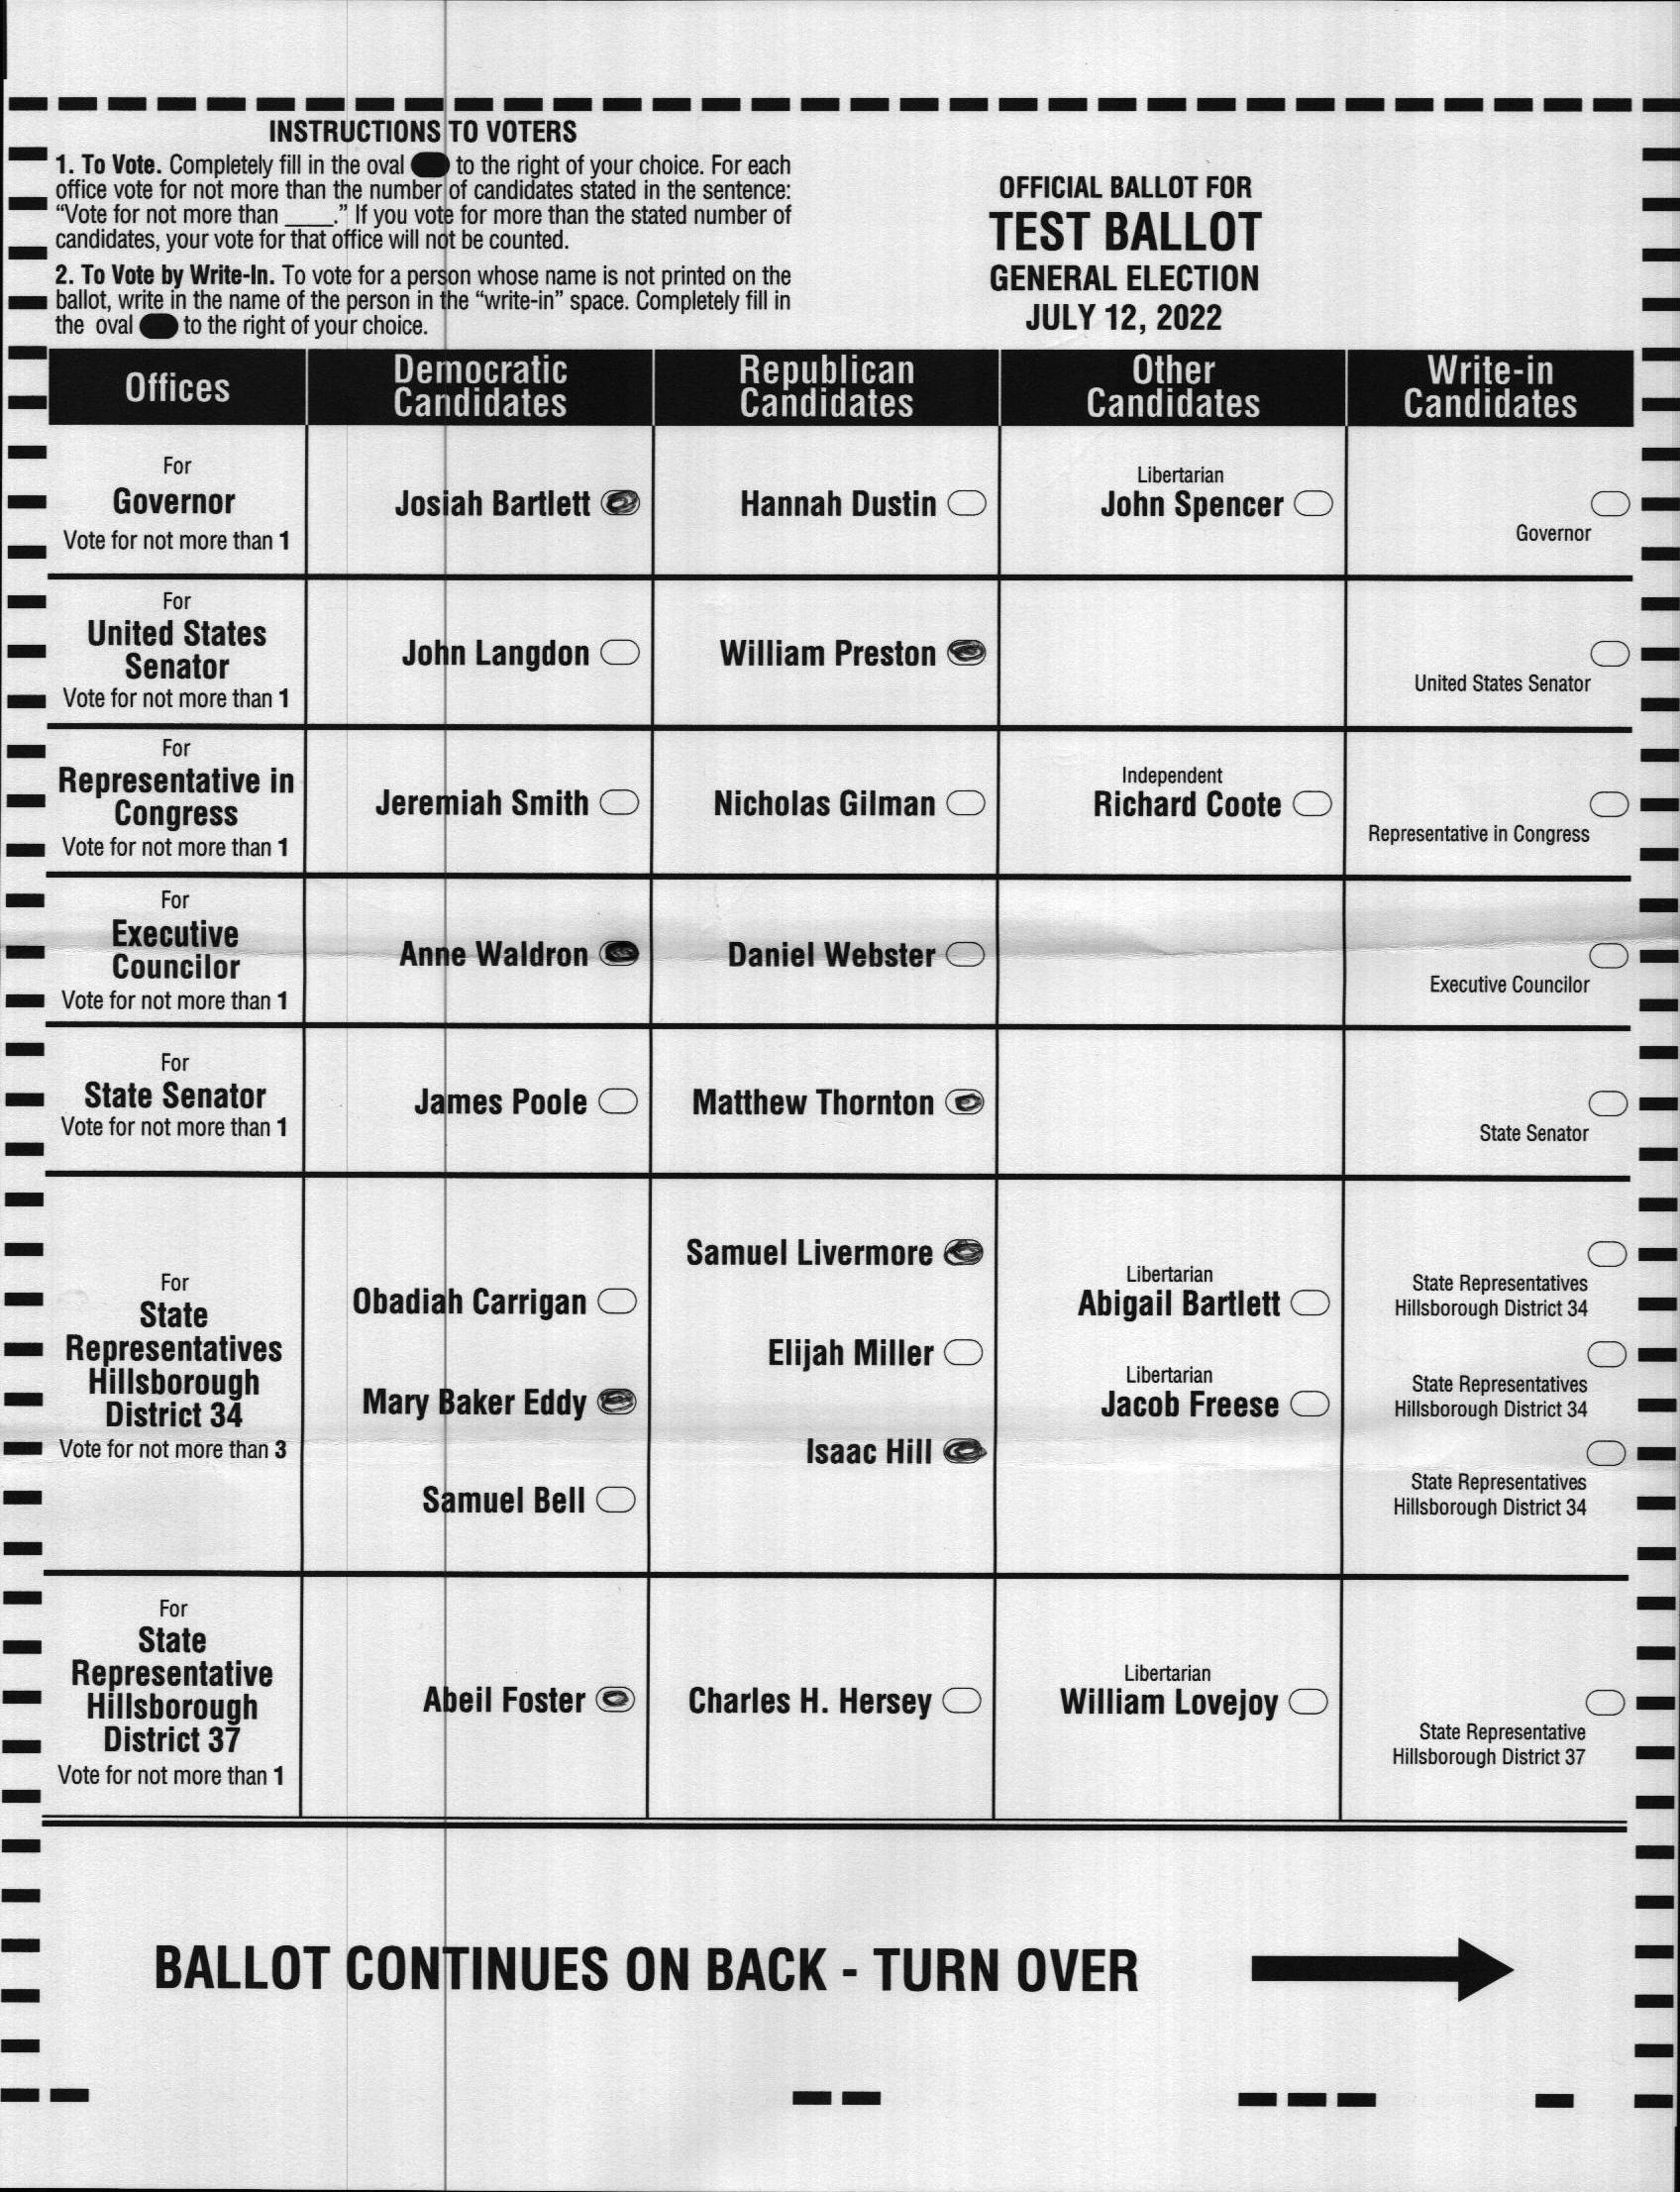 INSTRUCTIONS TO VOTERS
1. To Vote. Completely fill in the oval to the right of your choice. For each
office vote for not more than the number of candidates stated in the sentence:
“Vote for not more than ____.” If you vote for more than the stated number of
candidates, your vote for that office will not be counted.
2. To Vote by Write-In. To vote for a person whose name is not printed on the
ballot, write in the name of the person in the “write-in” space. Completely fill in
the oval to the right of your choice.
OFFICIAL BALLOT FOR
TEST BALLOT
GENERAL ELECTION
JULY 12, 2022
Offices
Democratic
Candidates
Republican
Candidates
Other
Candidates
Write-in
Candidates
For
Governor
Vote for not more than 1
Josiah Bartlett
Hannah Dustin
Libertarian
John Spencer
Governor
For
United States
Senator
Vote for not more than 1
John Langdon
William Preston
United States Senator
For
Representative in
Congress
Vote for not more than 1
Jeremiah Smith
Nicholas Gilman
Independent
Richard Coote
Representative in Congress
For
Executive
Councilor
Vote for not more than 1
Anne Waldron
Daniel Webster
Executive Councilor
For
State Senator
Vote for not more than 1
James Poole
Matthew Thornton
State Senator
For
State
Representatives
Hillsborough
District 34
Vote for not more than 3
Obadiah Carrigan
Mary Baker Eddy
Samuel Bell
Samuel Livermore
Elijah Miller
Isaac Hill
Libertarian
Abigail Bartlett
Libertarian
Jacob Freese
State Representatives
Hillsborough District 34
State Representatives
Hillsborough District 34
State Representatives
Hillsborough District 34
For
State
Representative
Hillsborough
District 37
Vote for not more than 1
Abeil Foster
Charles H. Hersey
Libertarian
William Lovejoy
State Representative
Hillsborough District 37
BALLOT CONTINUES ON BACK - TURN OVER